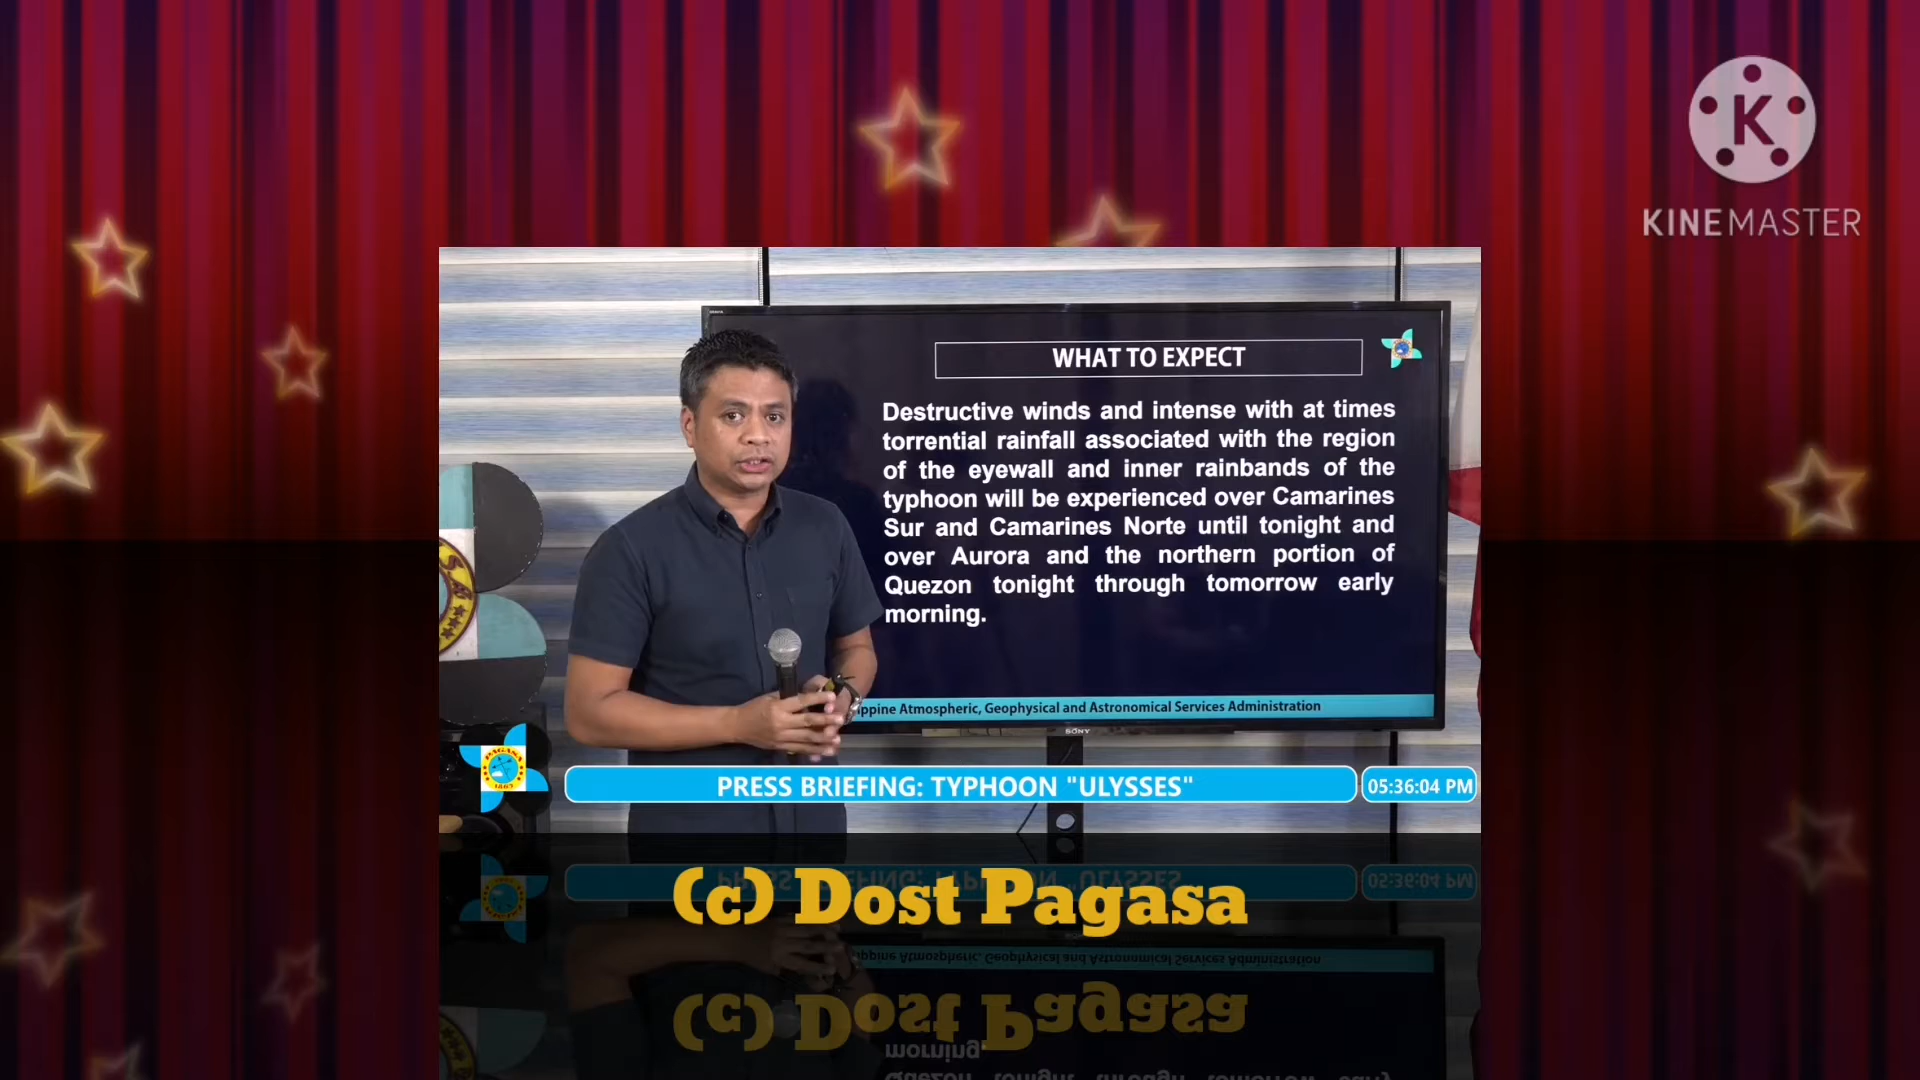 K
KINEMASTER
WHAT TO EXPECT
Destructive winds and intense with at times
torrential rainfall associated with the region
of the eyewall and inner rainbands of the
typhoon will be experienced over Camarines
Sur and Camarines Norte until tonight and
over Aurora and the northern portion of
Quezon tonight through tomorrow early
morning.
ippine Atmospheric, Geophysical and Astronomical Services Administration
SONY
PAGASA
PRESS BRIEFING: TYPHOON "ULYSSES"
05:36:04 PM
(c) Dost Pagasa